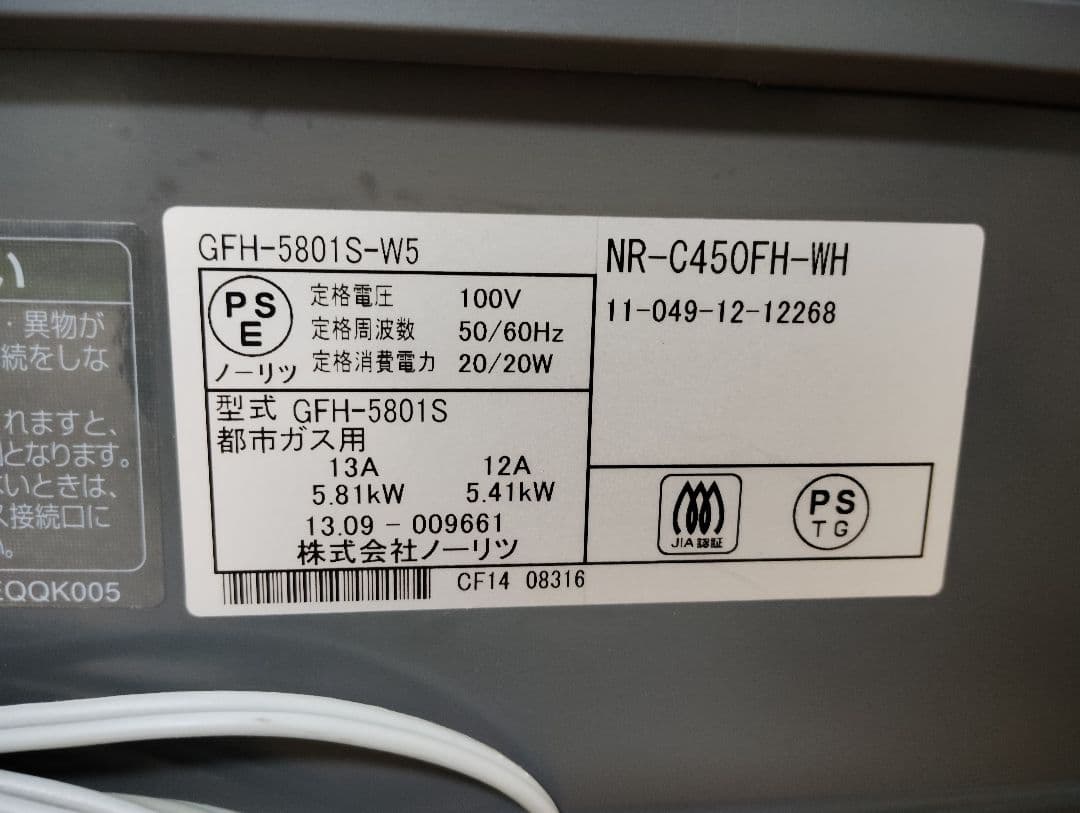 い
・異物が
続をしな
れますと、
となります。
いときは、
ス接続口に
EQQK005
GFH-5801S-W5
PS
E
ノーリツ
定格電圧 100V
定格周波数 50/60Hz
定格消費電力 20/20W
型式 GFH-5801S
都市ガス用
13A 12A
5.81kW 5.41kW
13.09 - 009661
株式会社ノーリツ
CF14 08316
NR-C450FH-WH
11-049-12-12268
JIA認証
PS
TG